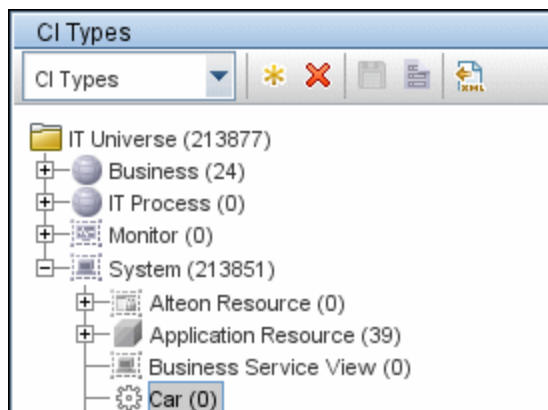 CI Types
CI Types
XML
IT Universe (213877)
Business (24)
IT Process (0)
Monitor (0)
System (213851)
Alteon Resource (0)
Application Resource (39)
Business Service View (0)
Car (0)